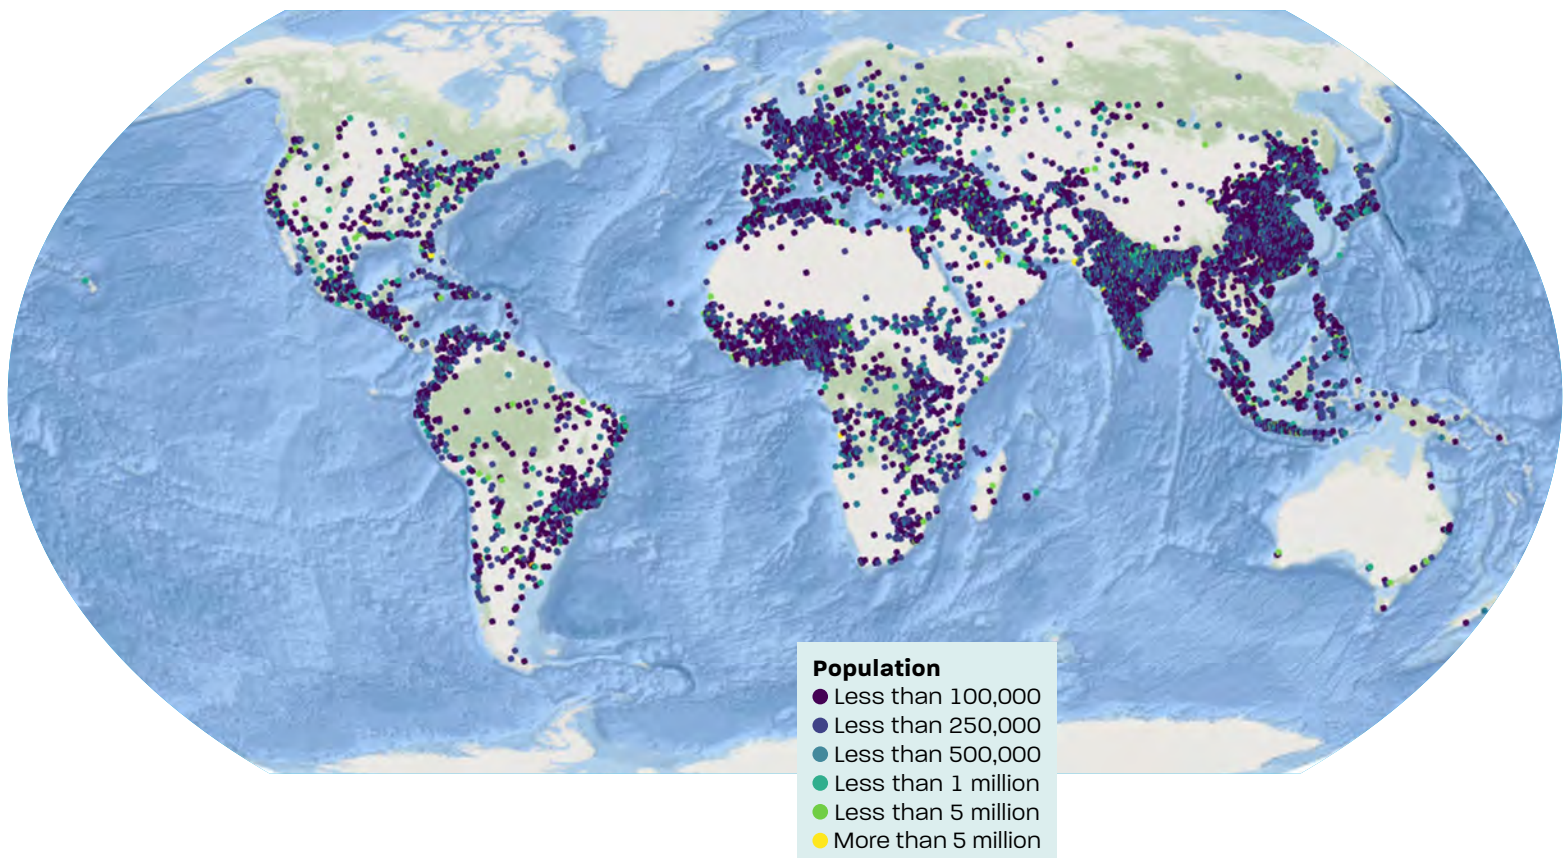 Population
Less than 100,000
Less than 250,000
Less than 500,000
Less than 1 million
Less than 5 million
More than 5 million